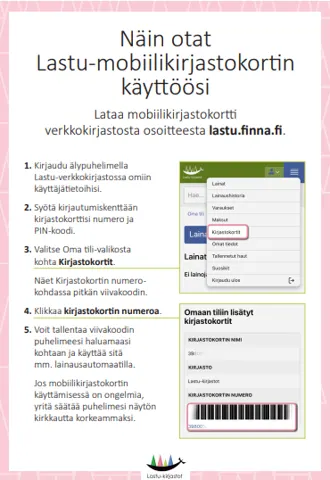 Näin otat
Lastu-mobiilikirjastokortin
käyttöösi
Lataa mobiilikirjastokortti
verkkokirjastosta osoitteesta lastu.finna.fi.
1. Kirjaudu älypuhelimella
Lastu-verkkokirjastossa omiin
käyttäjätietoihisi.
2. Syötä kirjautumiskenttään
kirjastokorttisi numero ja
PIN-koodi.
3. Valitse Oma tili-valikosta
kohta Kirjastokortit.
Näet Kirjastokortin numero-
kohdassa pitkän viivakoodin.
4. Klikkaa kirjastokortin numeroa.
5. Voit tallentaa viivakoodin
puhelimeesi haluamaasi
kohtaan ja käyttää sitä
mm. lainausautomaatilla.
Jos mobiilikirjastokortin
käyttämisessä on ongelmia,
yritä säätää puhelimesi näytön
kirkkautta korkeammaksi.
Hae...
Oma tili
Laina
Lainat
Ei lainoja
Lainat
Lainaushistoria
Varaukset
Maksut
Kirjastokortit
Omat tiedot
Tallennetut haut
Suosikit
Kirjaudu ulos
Omaan tiliin lisätyt
kirjastokortit
KIRJASTOKORTIN NIMI
KIRJASTO
Lastu-kirjastot
KIRJASTOKORTIN NUMERO
Lastu-kirjastot